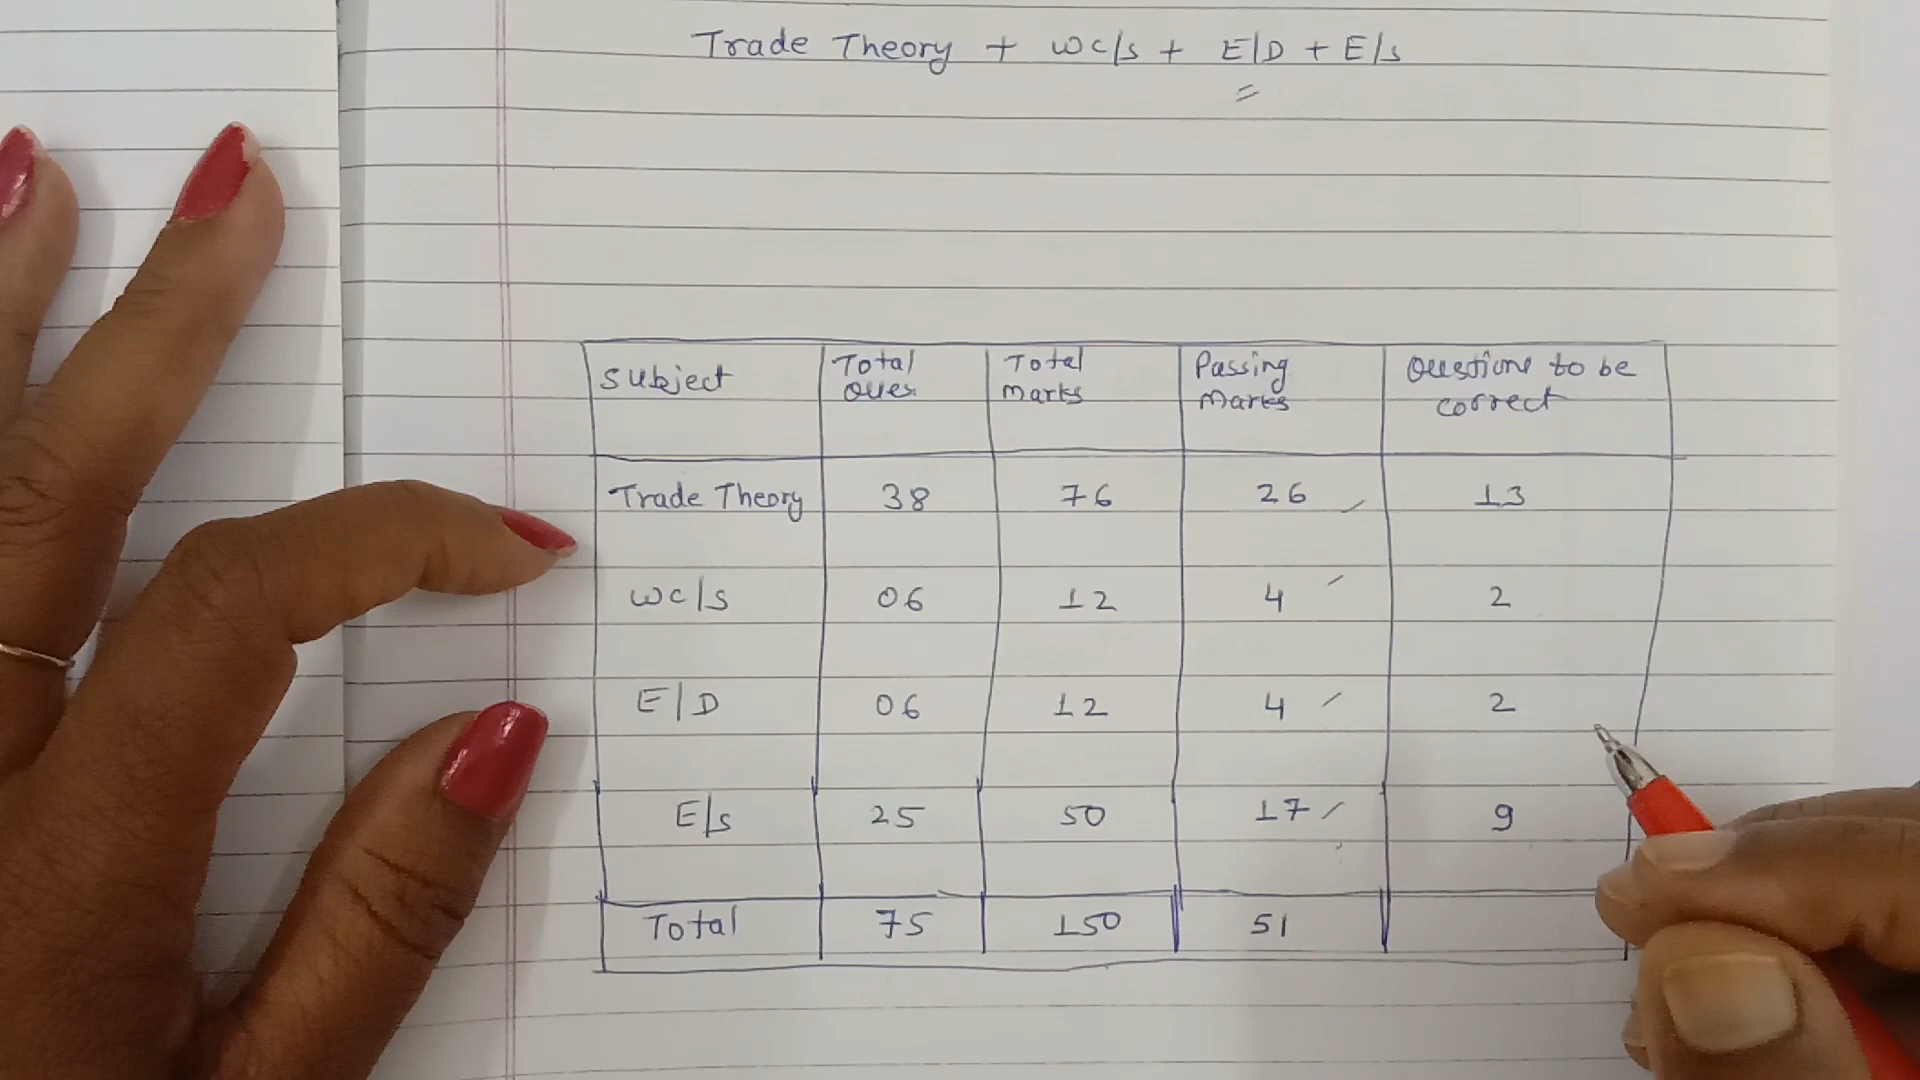 Trade Theory + WC/S + E/D + E/S
Subject Total Ques. Total Marks Passing Marks Questions to be correct
Trade Theory 38 76 26 13
WC/S 06 12 4 2
E/D 06 12 4 2
E/S 25 50 17 9
Total 75 150 51